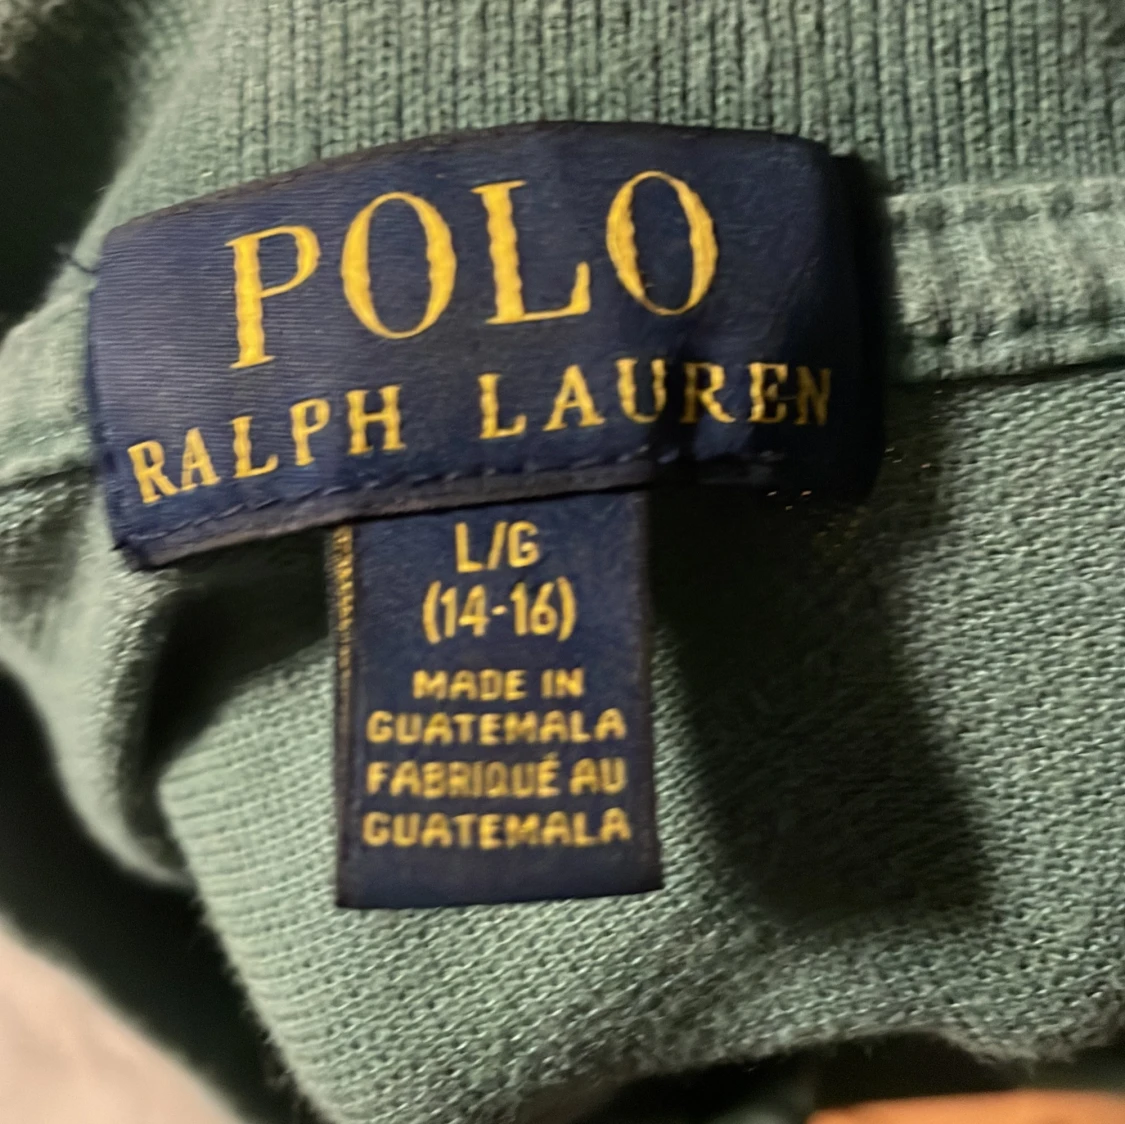 POLO
RALPH LAUREN
L/G
(14-16)
MADE IN
GUATEMALA
FABRIQUÉ AU
GUATEMALA